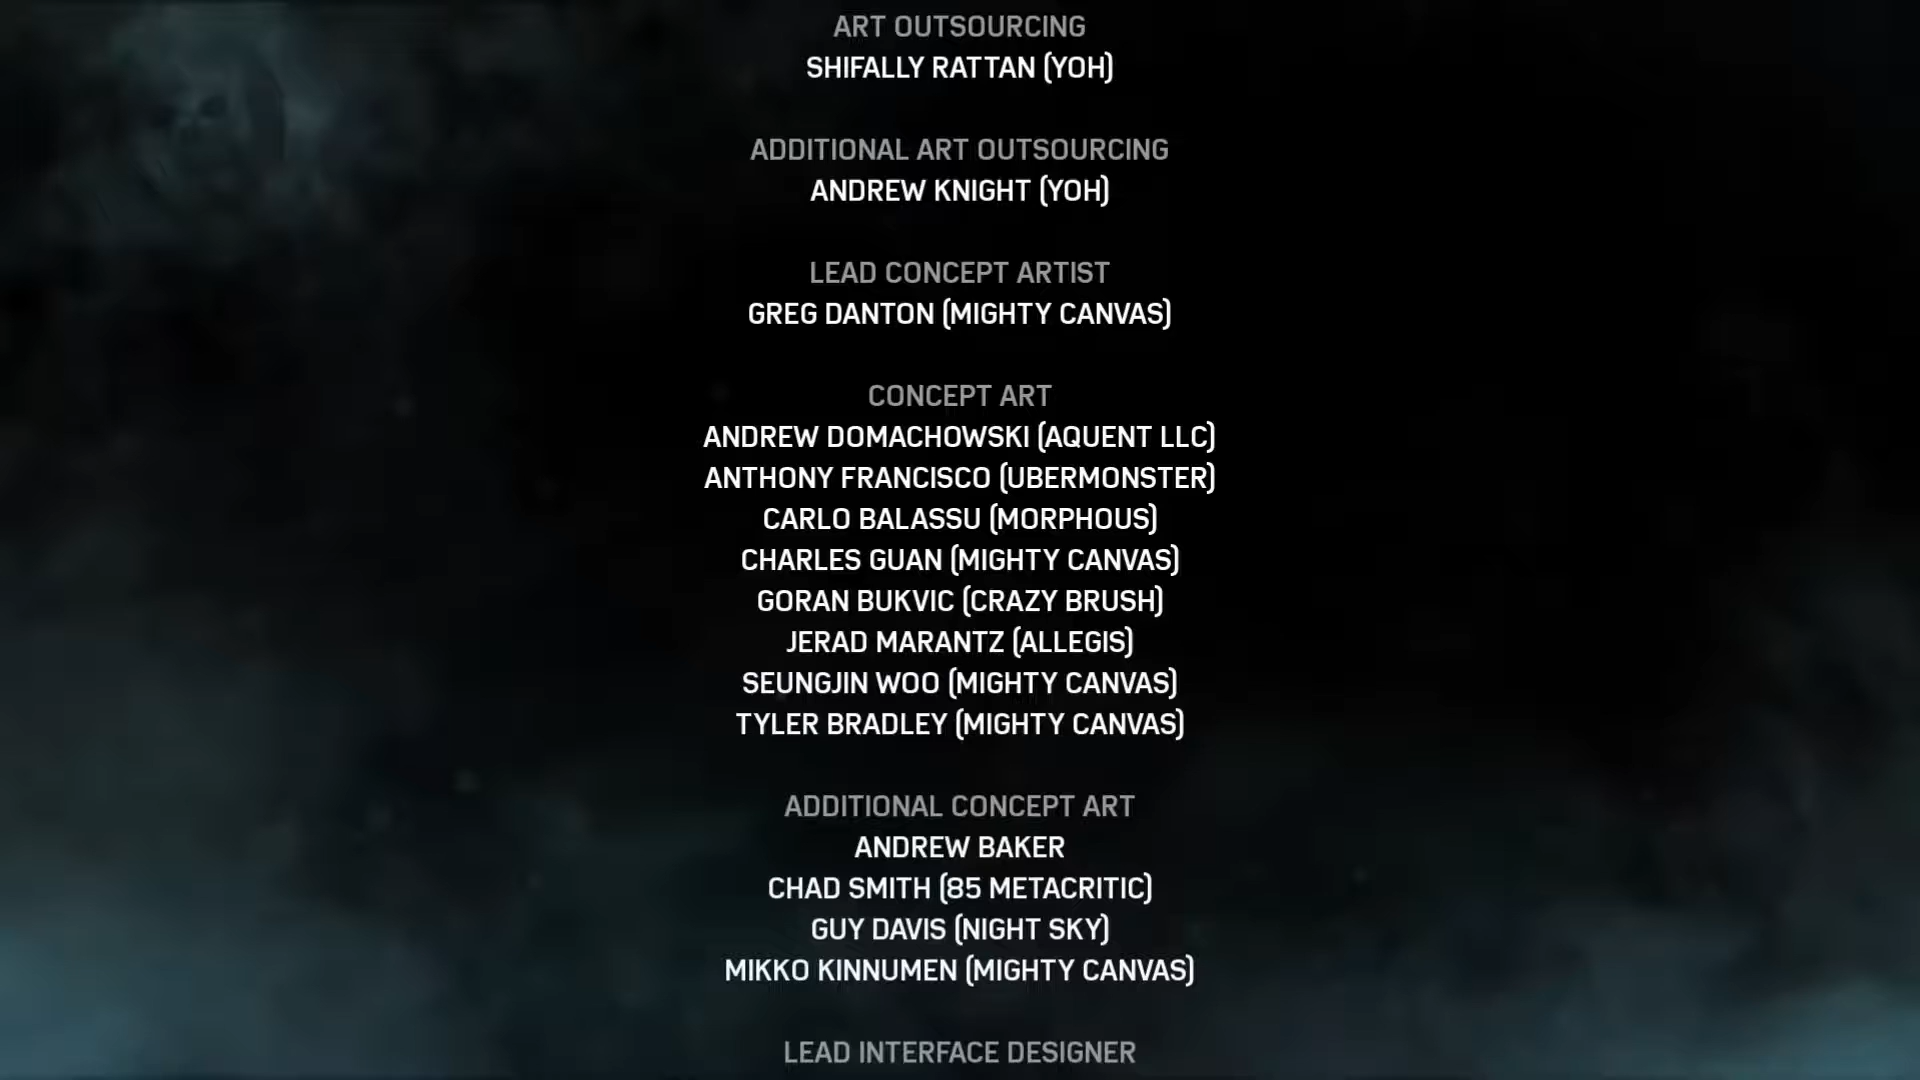 ART OUTSOURCING
SHIFALLY RATTAN (YOH)
ADDITIONAL ART OUTSOURCING
ANDREW KNIGHT (YOH)
LEAD CONCEPT ARTIST
GREG DANTON (MIGHTY CANVAS)
CONCEPT ART
ANDREW DOMACHOWSKI (AQUENT LLC)
ANTHONY FRANCISCO (UBERMONSTER)
CARLO BALASSU (MORPHOUS)
CHARLES GUAN (MIGHTY CANVAS)
GORAN BUKVIC (CRAZY BRUSH)
JERAD MARANTZ (ALLEGIS)
SEUNGJIN WOO (MIGHTY CANVAS)
TYLER BRADLEY (MIGHTY CANVAS)
ADDITIONAL CONCEPT ART
ANDREW BAKER
CHAD SMITH (85 METACRITIC)
GUY DAVIS (NIGHT SKY)
MIKKO KINNUMEN (MIGHTY CANVAS)
LEAD INTERFACE DESIGNER